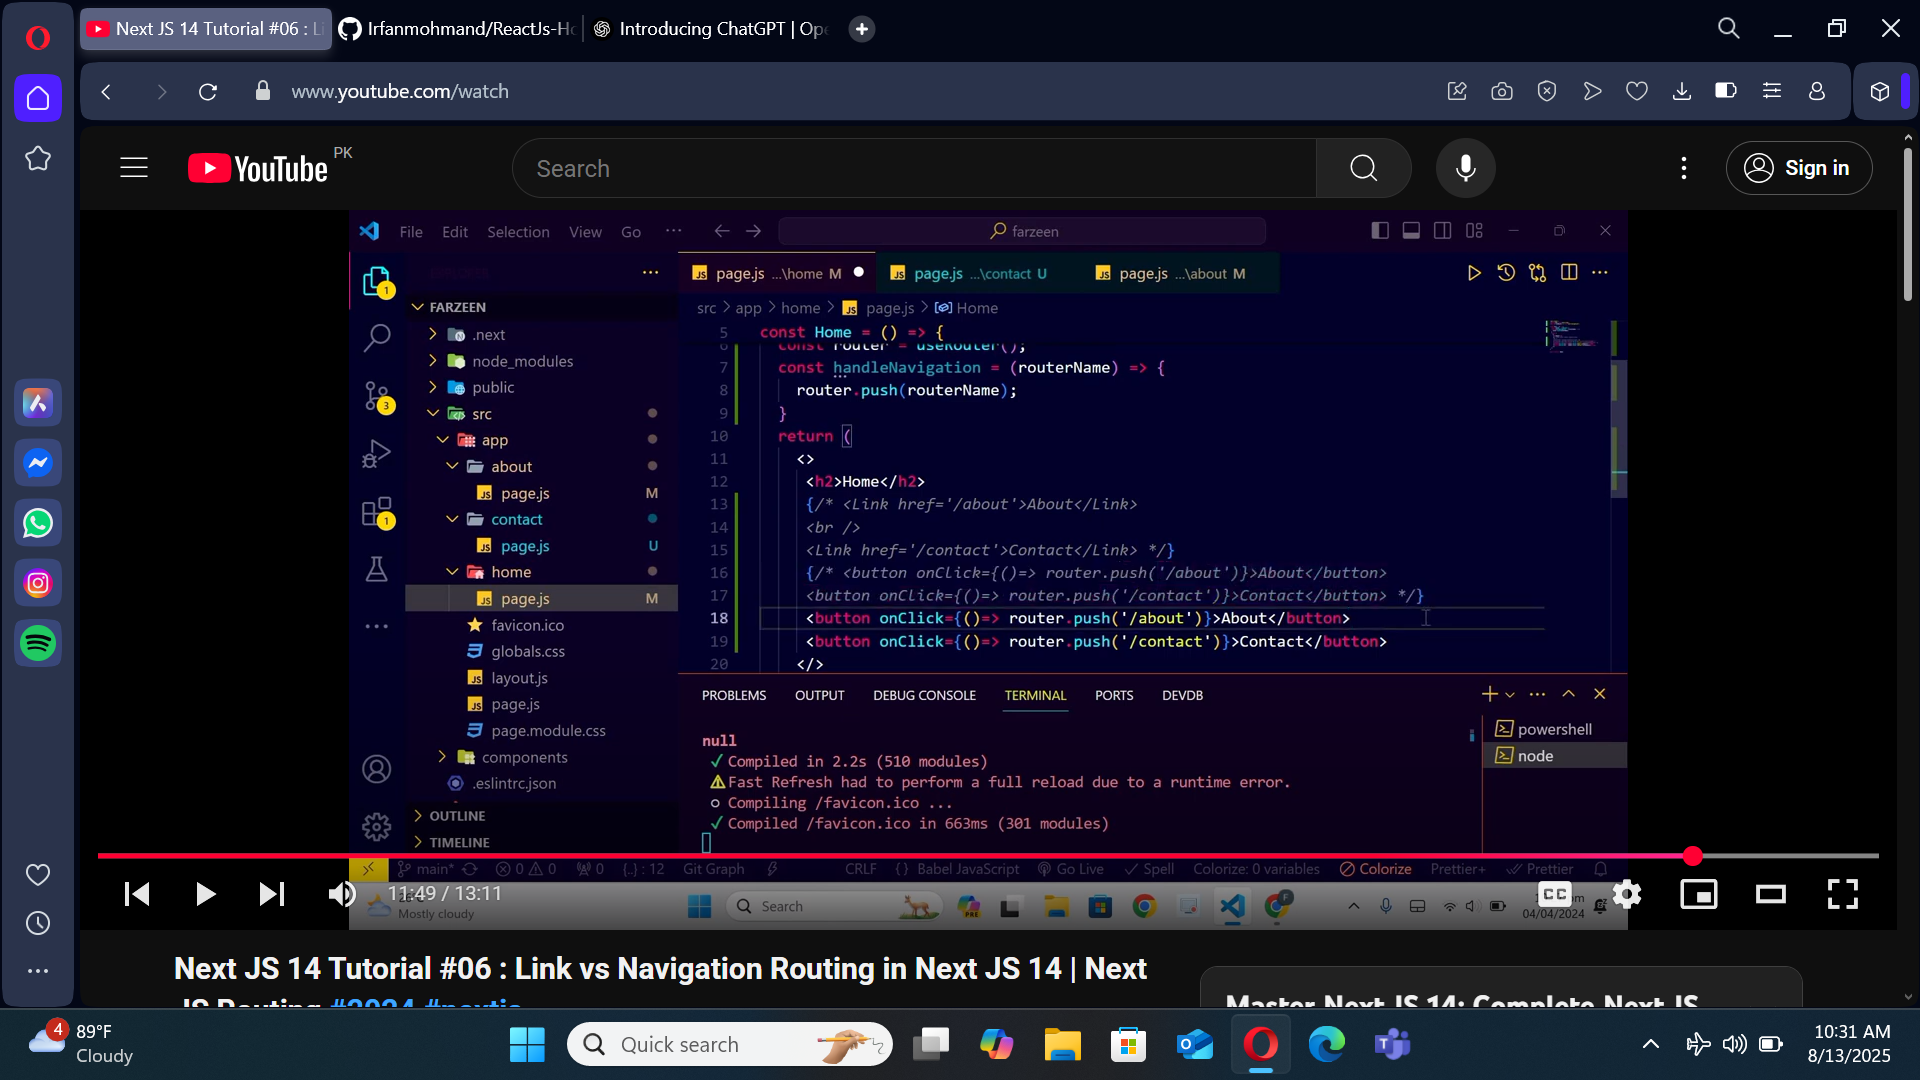 Next JS 14 Tutorial #06 : Li
Irfanmohmand/ReactJs-Ho
Introducing ChatGPT | Ope
www.youtube.com/watch
YouTube PK
Search
Sign in
File Edit Selection View Go ... farzeen
page.js ...\home M
page.js ...\contact U
page.js ...\about M
src > app > home > page.js > Home
FARZEEN
.next
node_modules
public
src
app
about
page.js M
contact
page.js U
home
page.js M
favicon.ico
globals.css
layout.js
page.js
page.module.css
components
.eslintrc.json
OUTLINE
TIMELINE
1
3
1
5 const Home = () => {
6 const router = useRouter();
7 const handleNavigation = (routerName) => {
8 router.push(routerName);
9 }
10 return (
11 <>
12 <h2>Home</h2>
13 {/* <Link href='/about'>About</Link>
14 <br />
15 <Link href='/contact'>Contact</Link> */}
16 {/* <button onClick={()=> router.push('/about')}>About</button>
17 <button onClick={()=> router.push('/contact')}>Contact</button> */}
18 <button onClick={()=> router.push('/about')}>About</button>
19 <button onClick={()=> router.push('/contact')}>Contact</button>
20 </>
PROBLEMS OUTPUT DEBUG CONSOLE TERMINAL PORTS DEVDB
null
✓ Compiled in 2.2s (510 modules)
⚠ Fast Refresh had to perform a full reload due to a runtime error.
○ Compiling /favicon.ico ...
✓ Compiled /favicon.ico in 663ms (301 modules)
powershell
node
main* 0 0 0 {..} : 12 Git Graph CRLF {} Babel JavaScript Go Live Spell Colorize: 0 variables Colorize Prettier+ Prettier
11:49 / 13:11
Mostly cloudy
Search
PRE
CC
04/04/2024
Next JS 14 Tutorial #06 : Link vs Navigation Routing in Next JS 14 | Next
JS Routing #2024 #nextjs
Master Next JS 14: Complete Next JS
4
89°F
Cloudy
Quick search
10:31 AM
8/13/2025